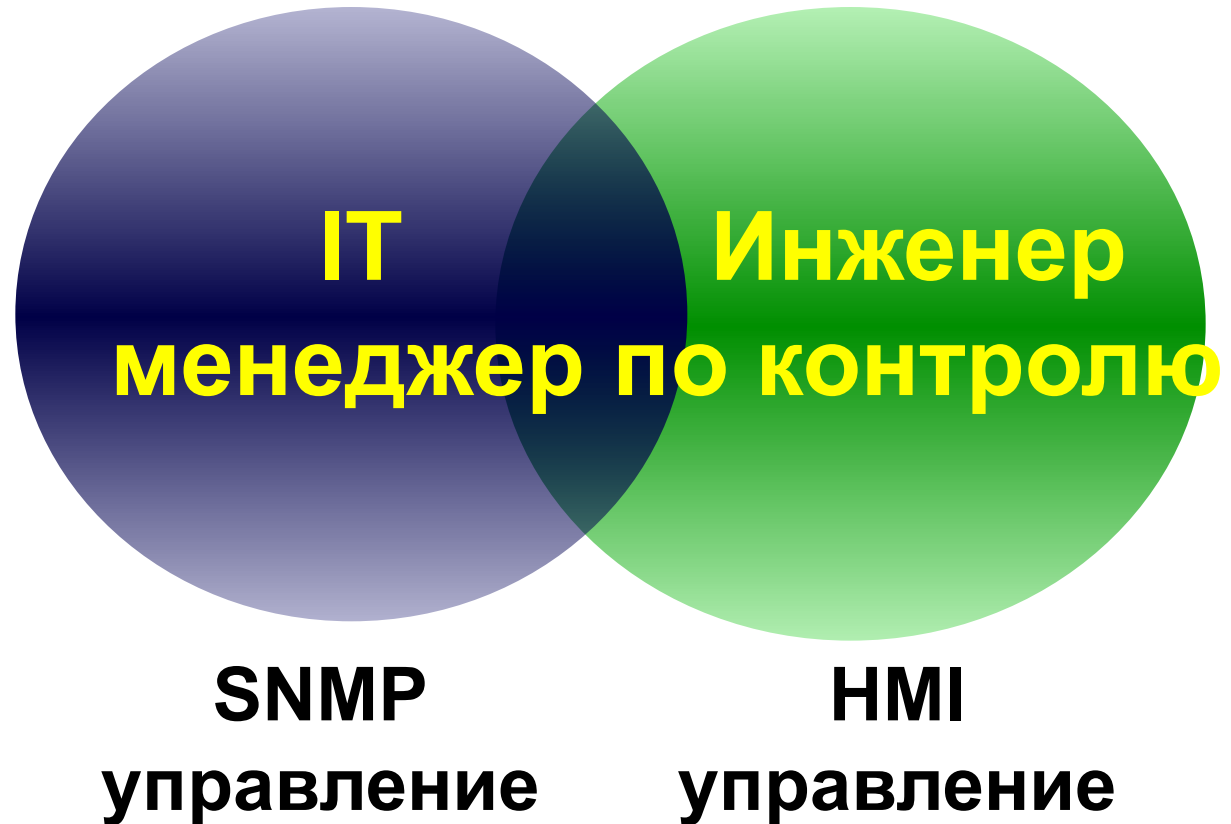 IT
менеджер
Инженер
по контролю
SNMP
управление
HMI
управление